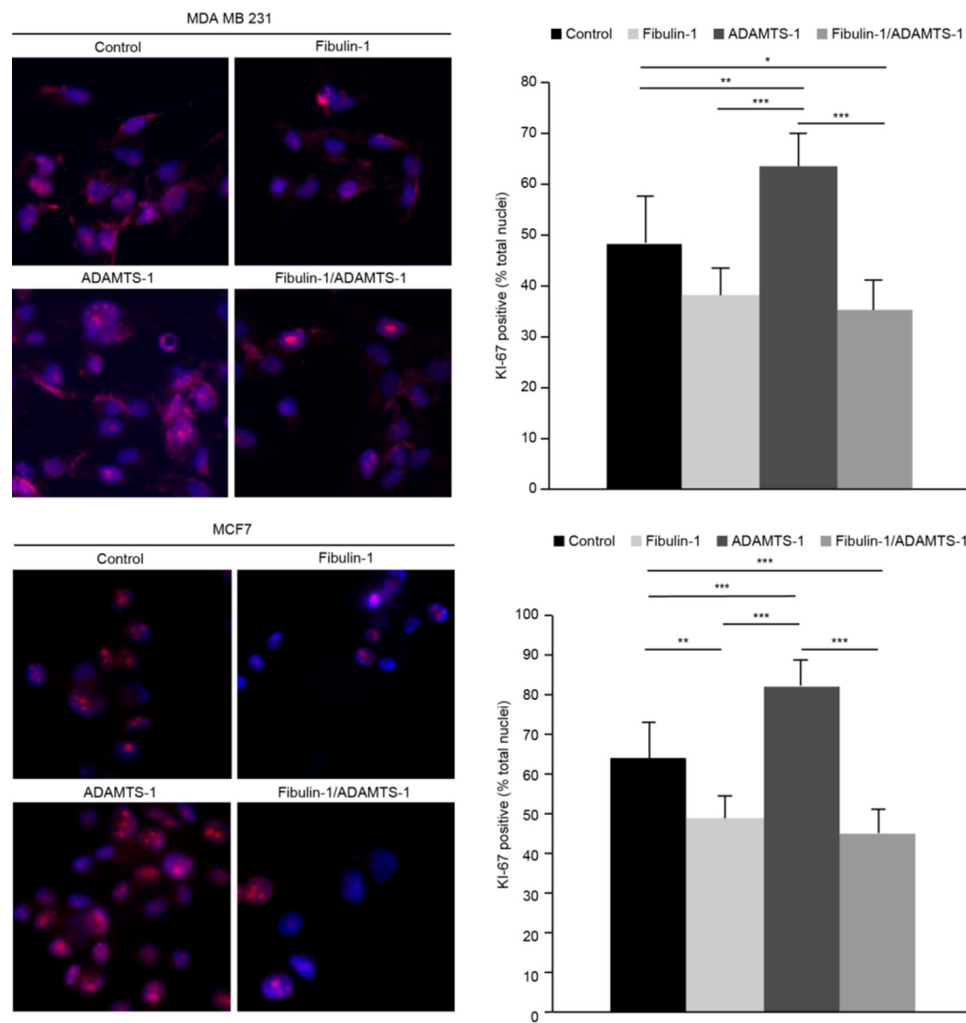 MDA MB 231
Control
Fibulin-1
ADAMTS-1
Fibulin-1/ADAMTS-1
Control Fibulin-1 ADAMTS-1 Fibulin-1/ADAMTS-1
*
**
***
***
80
70
60
50
40
30
20
10
0
KI-67 positive (% total nuclei)
MCF7
Control
Fibulin-1
ADAMTS-1
Fibulin-1/ADAMTS-1
Control Fibulin-1 ADAMTS-1 Fibulin-1/ADAMTS-1
***
***
***
**
***
100
90
80
70
60
50
40
30
20
10
0
KI-67 positive (% total nuclei)